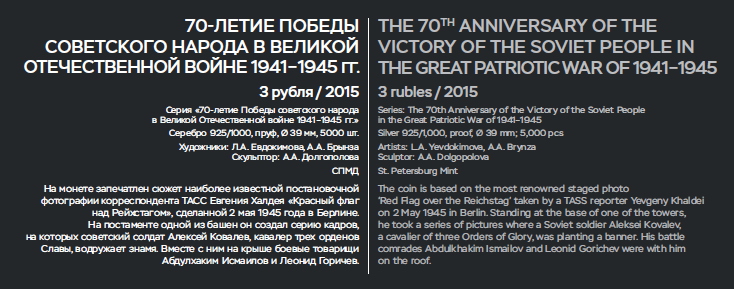 70-ЛЕТИЕ ПОБЕДЫ
СОВЕТСКОГО НАРОДА В ВЕЛИКОЙ
ОТЕЧЕСТВЕННОЙ ВОЙНЕ 1941–1945 гг.
3 рубля / 2015
Серия «70-летие Победы советского народа
в Великой Отечественной войне 1941–1945 гг.»
Серебро 925/1000, пруф, Ø 39 мм, 5000 шт.
Художники: Л.А. Евдокимова, А.А. Брынза
Скульптор: А.А. Долгополова
СПМД
На монете запечатлен сюжет наиболее известной постановочной
фотографии корреспондента ТАСС Евгения Халдея «Красный флаг
над Рейхстагом», сделанной 2 мая 1945 года в Берлине.
На постаменте одной из башен он создал серию кадров,
на которых советский солдат Алексей Ковалев, кавалер трех орденов
Славы, водружает знамя. Вместе с ним на крыше боевые товарищи
Абдулхаким Исмаилов и Леонид Горичев.
THE 70TH ANNIVERSARY OF THE
VICTORY OF THE SOVIET PEOPLE IN
THE GREAT PATRIOTIC WAR OF 1941–1945
3 rubles / 2015
Series: The 70th Anniversary of the Victory of the Soviet People
in the Great Patriotic War of 1941–1945
Silver 925/1,000, proof, Ø 39 mm; 5,000 pcs
Artists: L.A. Yevdokimova, A.A. Brynza
Sculptor: A.A. Dolgopolova
St. Petersburg Mint
The coin is based on the most renowned staged photo
‘Red Flag over the Reichstag’ taken by a TASS reporter Yevgeny Khaldei
on 2 May 1945 in Berlin. Standing at the base of one of the towers,
he took a series of pictures where a Soviet soldier Aleksei Kovalev,
a cavalier of three Orders of Glory, was planting a banner. His battle
comrades Abdulkhakim Ismailov and Leonid Gorichev were with him
on the roof.